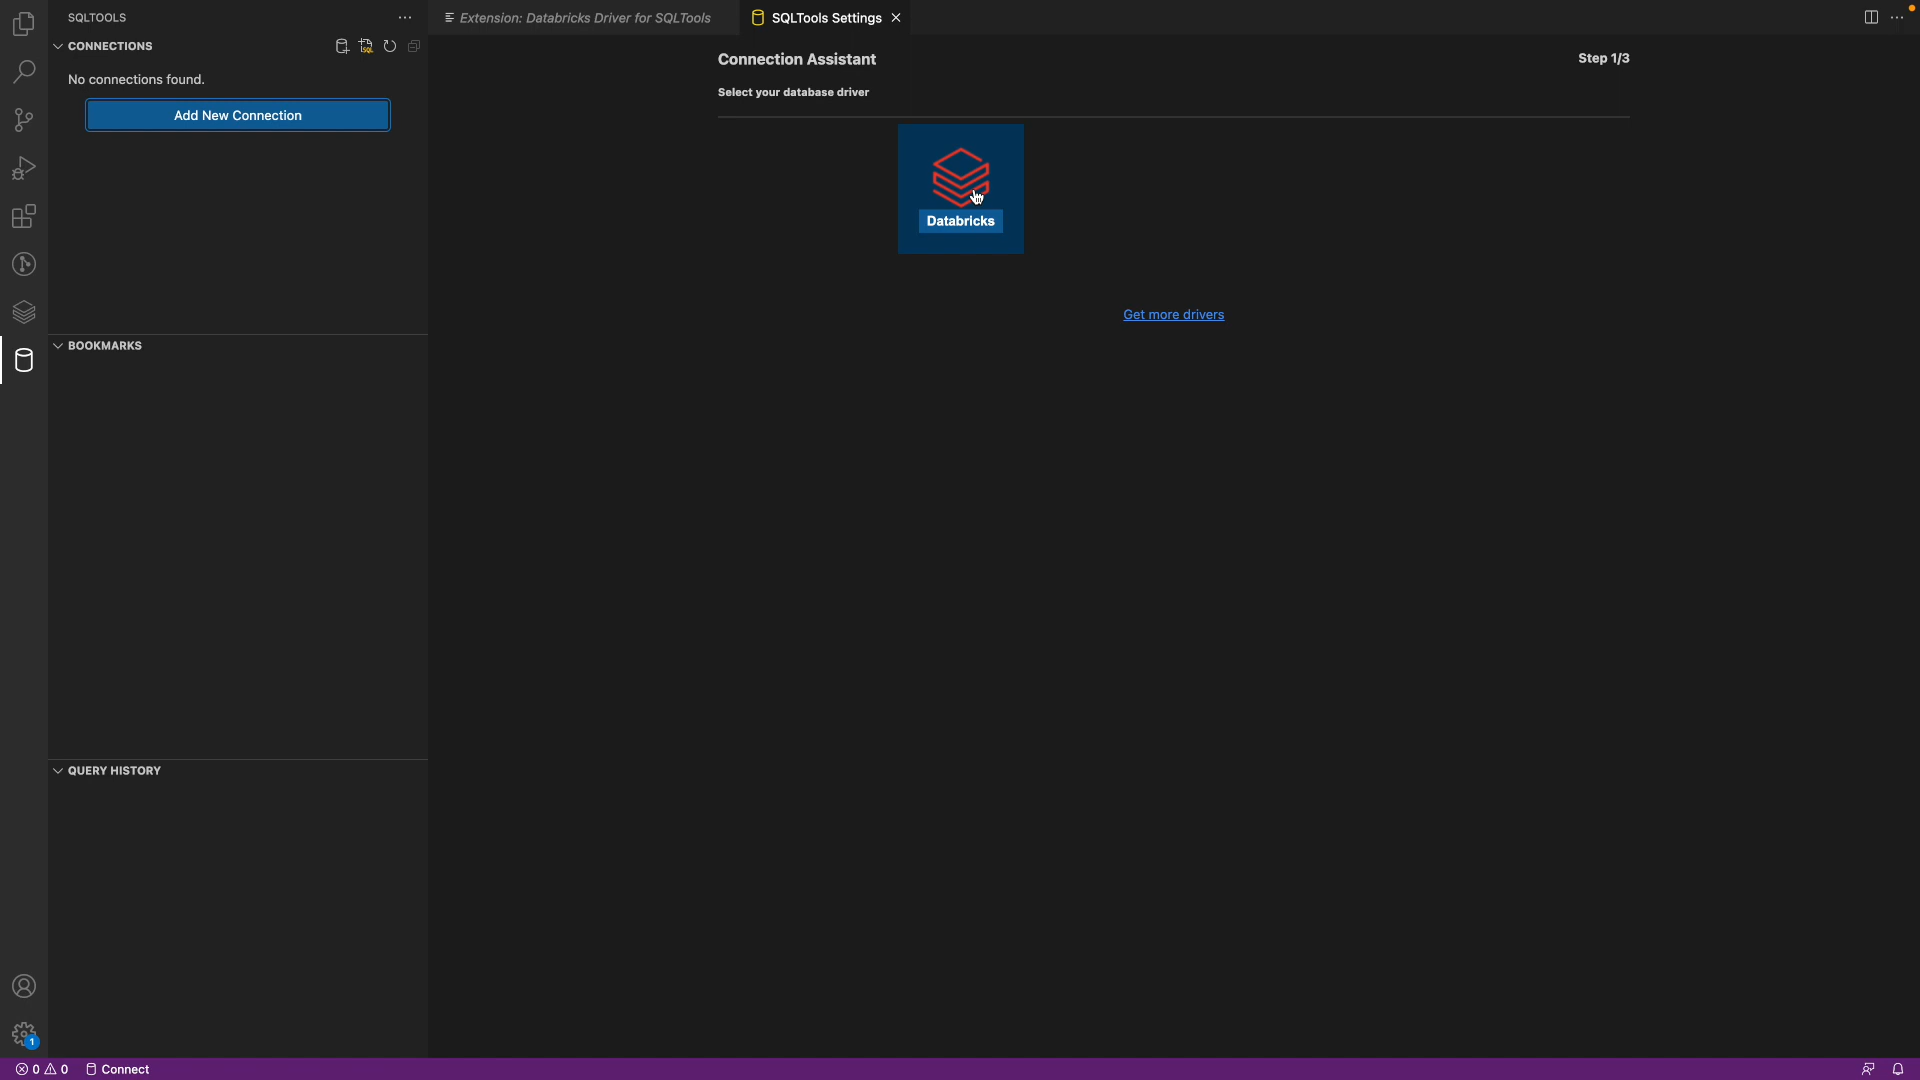 SQLTOOLS
Extension: Databricks Driver for SQLTools
SQLTools Settings
CONNECTIONS
No connections found.
Add New Connection
Connection Assistant
Step 1/3
Select your database driver
Databricks
Get more drivers
BOOKMARKS
QUERY HISTORY
1
0 0 Connect